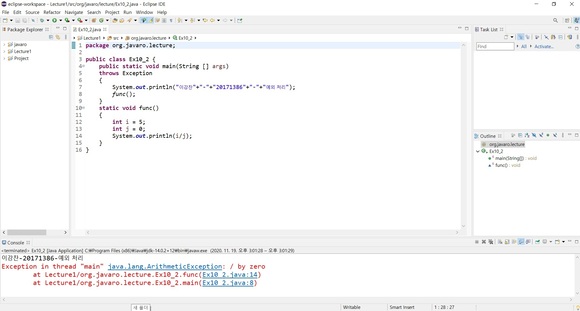 eclipse-workspace - Lecture1/src/org/javaro/lecture/Ex10_2.java - Eclipse IDE
File Edit Source Refactor Navigate Search Project Run Window Help
Package Explorer
javaro
Lecture1
Project
Ex10_2.java
Lecture1 src org.javaro.lecture Ex10_2
1 package org.javaro.lecture;
2
3 public class Ex10_2 {
4 public static void main(String [] args)
5 throws Exception
6 {
7 System.out.println("이강찬"+"-"+"20171386"+"-"+"예외 처리");
8 func();
9 }
10 static void func()
11 {
12 int i = 5;
13 int j = 0;
14 System.out.println(i/j);
15 }
16 }
Task List
Find
All
Activate...
Outline
org.javaro.lecture
Ex10_2
main(String[]) : void
func() : void
Console
<terminated> Ex10_2 [Java Application] C:\Program Files (x86)\Java\jdk-14.0.2+12\bin\javaw.exe (2020. 11. 19. 오후 3:01:28 – 오후 3:01:29)
이강찬-20171386-예외 처리
Exception in thread "main" java.lang.ArithmeticException: / by zero
at Lecture1/org.javaro.lecture.Ex10_2.func(Ex10_2.java:14)
at Lecture1/org.javaro.lecture.Ex10_2.main(Ex10_2.java:8)
새 폴더
Writable
Smart Insert
1 : 28 : 27